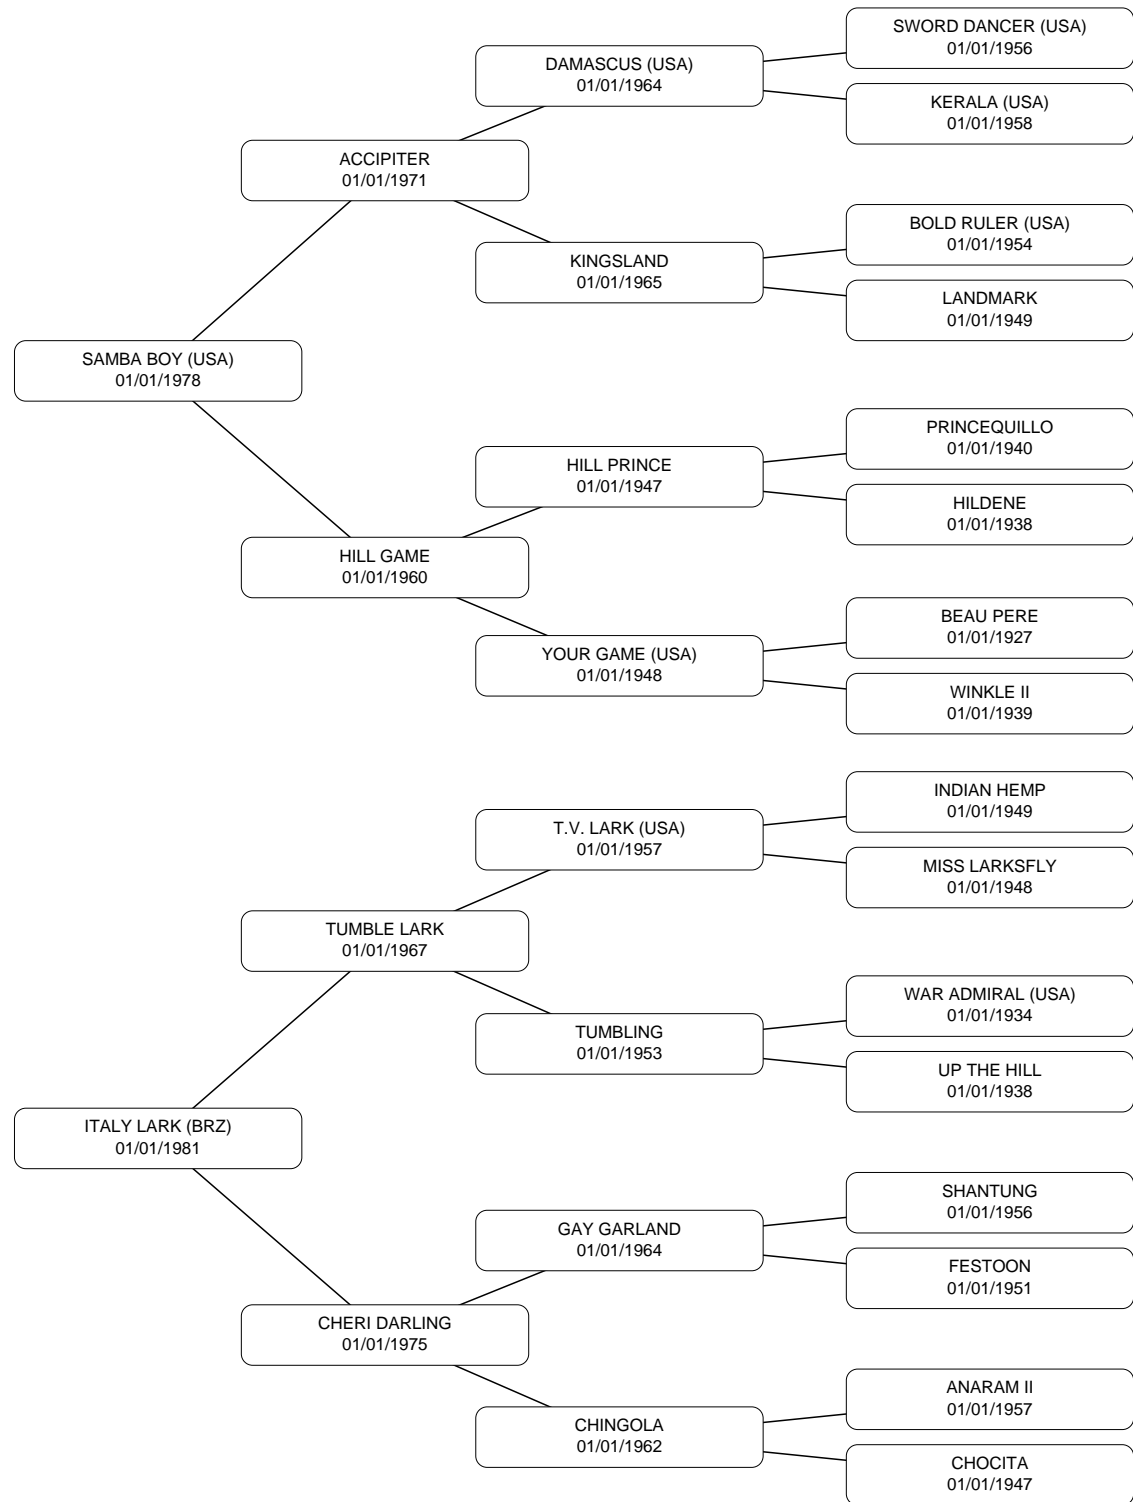 SWORD DANCER (USA)
01/01/1956
DAMASCUS (USA)
01/01/1964
KERALA (USA)
01/01/1958
ACCIPITER
01/01/1971
BOLD RULER (USA)
01/01/1954
KINGSLAND
01/01/1965
LANDMARK
01/01/1949
SAMBA BOY (USA)
01/01/1978
PRINCEQUILLO
01/01/1940
HILL PRINCE
01/01/1947
HILDENE
01/01/1938
HILL GAME
01/01/1960
BEAU PERE
01/01/1927
YOUR GAME (USA)
01/01/1948
WINKLE II
01/01/1939
INDIAN HEMP
01/01/1949
T.V. LARK (USA)
01/01/1957
MISS LARKSFLY
01/01/1948
TUMBLE LARK
01/01/1967
WAR ADMIRAL (USA)
01/01/1934
TUMBLING
01/01/1953
UP THE HILL
01/01/1938
ITALY LARK (BRZ)
01/01/1981
SHANTUNG
01/01/1956
GAY GARLAND
01/01/1964
FESTOON
01/01/1951
CHERI DARLING
01/01/1975
ANARAM II
01/01/1957
CHINGOLA
01/01/1962
CHOCITA
01/01/1947